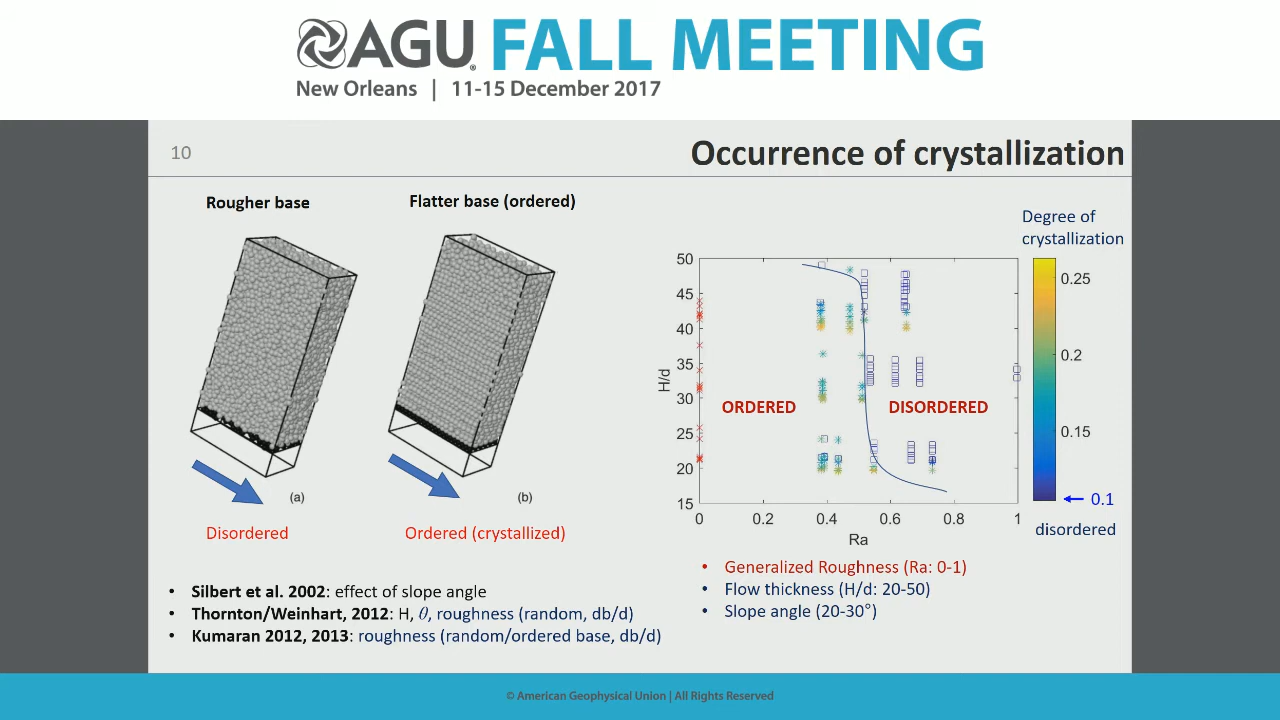 AGU FALL MEETING
New Orleans | 11-15 December 2017
10
Occurrence of crystallization
Rougher base
Flatter base (ordered)
(a)
(b)
Disordered
Ordered (crystallized)
• Silbert et al. 2002: effect of slope angle
• Thornton/Weinhart, 2012: H, θ, roughness (random, db/d)
• Kumaran 2012, 2013: roughness (random/ordered base, db/d)
Degree of
crystallization
50
45
40
35
30
25
20
15
H/d
ORDERED
DISORDERED
0
0.2
0.4
0.6
0.8
1
Ra
0.25
0.2
0.15
0.1
disordered
• Generalized Roughness (Ra: 0-1)
• Flow thickness (H/d: 20-50)
• Slope angle (20-30°)
© American Geophysical Union | All Rights Reserved